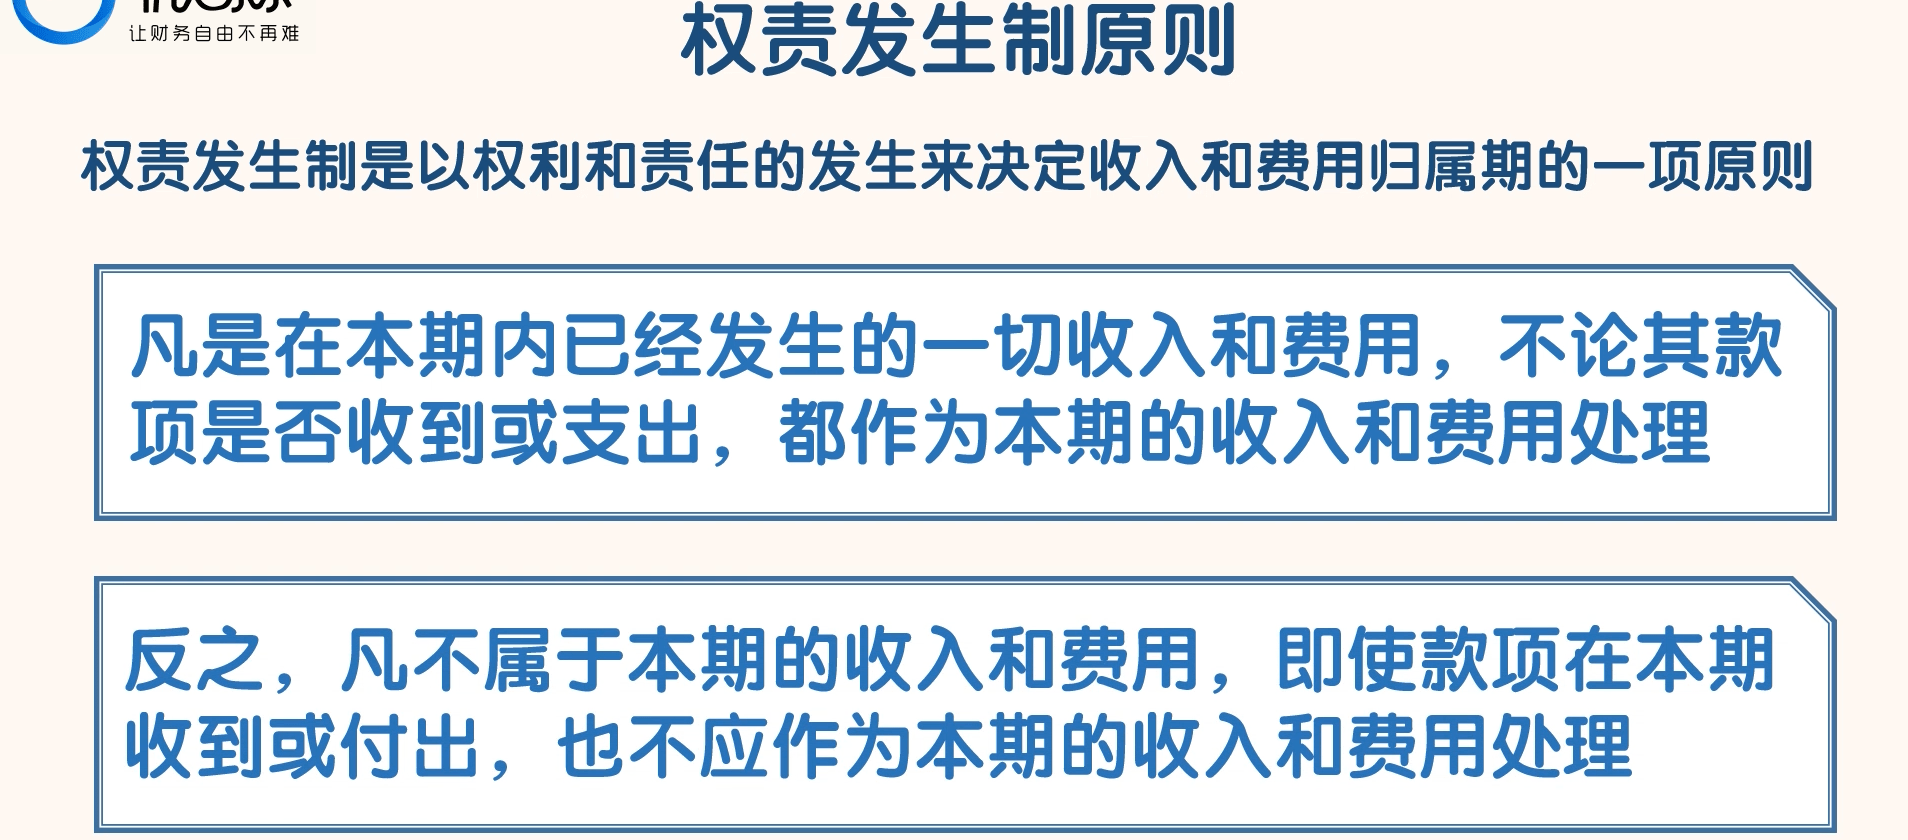 让财务自由不再难
权责发生制原则
权责发生制是以权利和责任的发生来决定收入和费用归属期的一项原则
凡是在本期内已经发生的一切收入和费用，不论其款
项是否收到或支出，都作为本期的收入和费用处理
反之，凡不属于本期的收入和费用，即使款项在本期
收到或付出，也不应作为本期的收入和费用处理